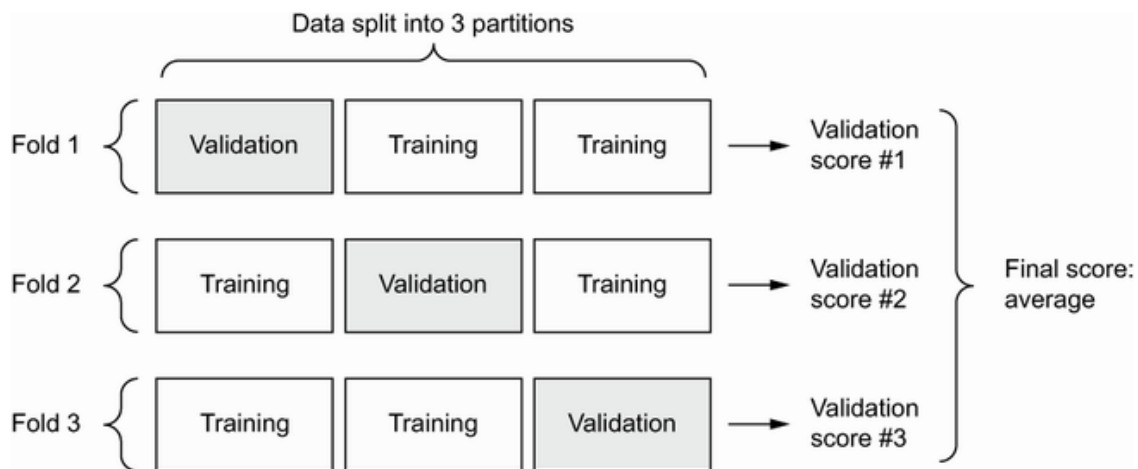 Data split into 3 partitions
Fold 1
Validation
Training
Training
Validation
score #1
Fold 2
Training
Validation
Training
Validation
score #2
Final score:
average
Fold 3
Training
Training
Validation
Validation
score #3